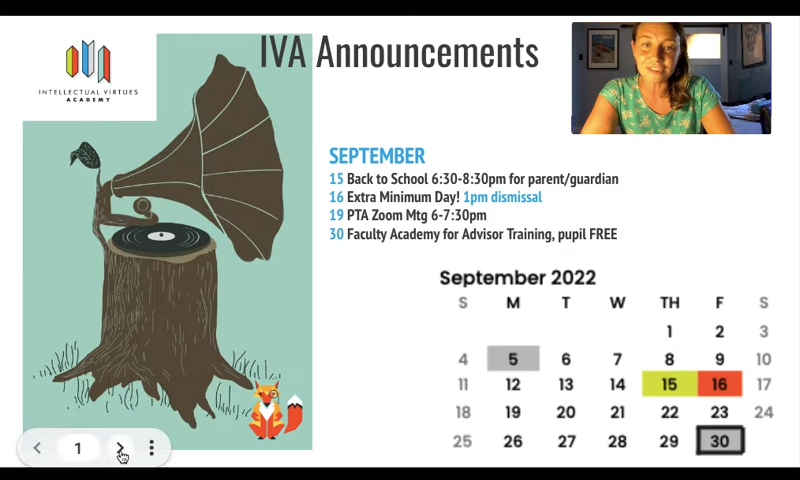 IVA Announcements
INTELLECTUAL VIRTUES
ACADEMY
SEPTEMBER
15 Back to School 6:30-8:30pm for parent/guardian
16 Extra Minimum Day! 1pm dismissal
19 PTA Zoom Mtg 6-7:30pm
30 Faculty Academy for Advisor Training, pupil FREE
September 2022
S M T W TH F S
1 2 3
4 5 6 7 8 9 10
11 12 13 14 15 16 17
18 19 20 21 22 23 24
25 26 27 28 29 30
1